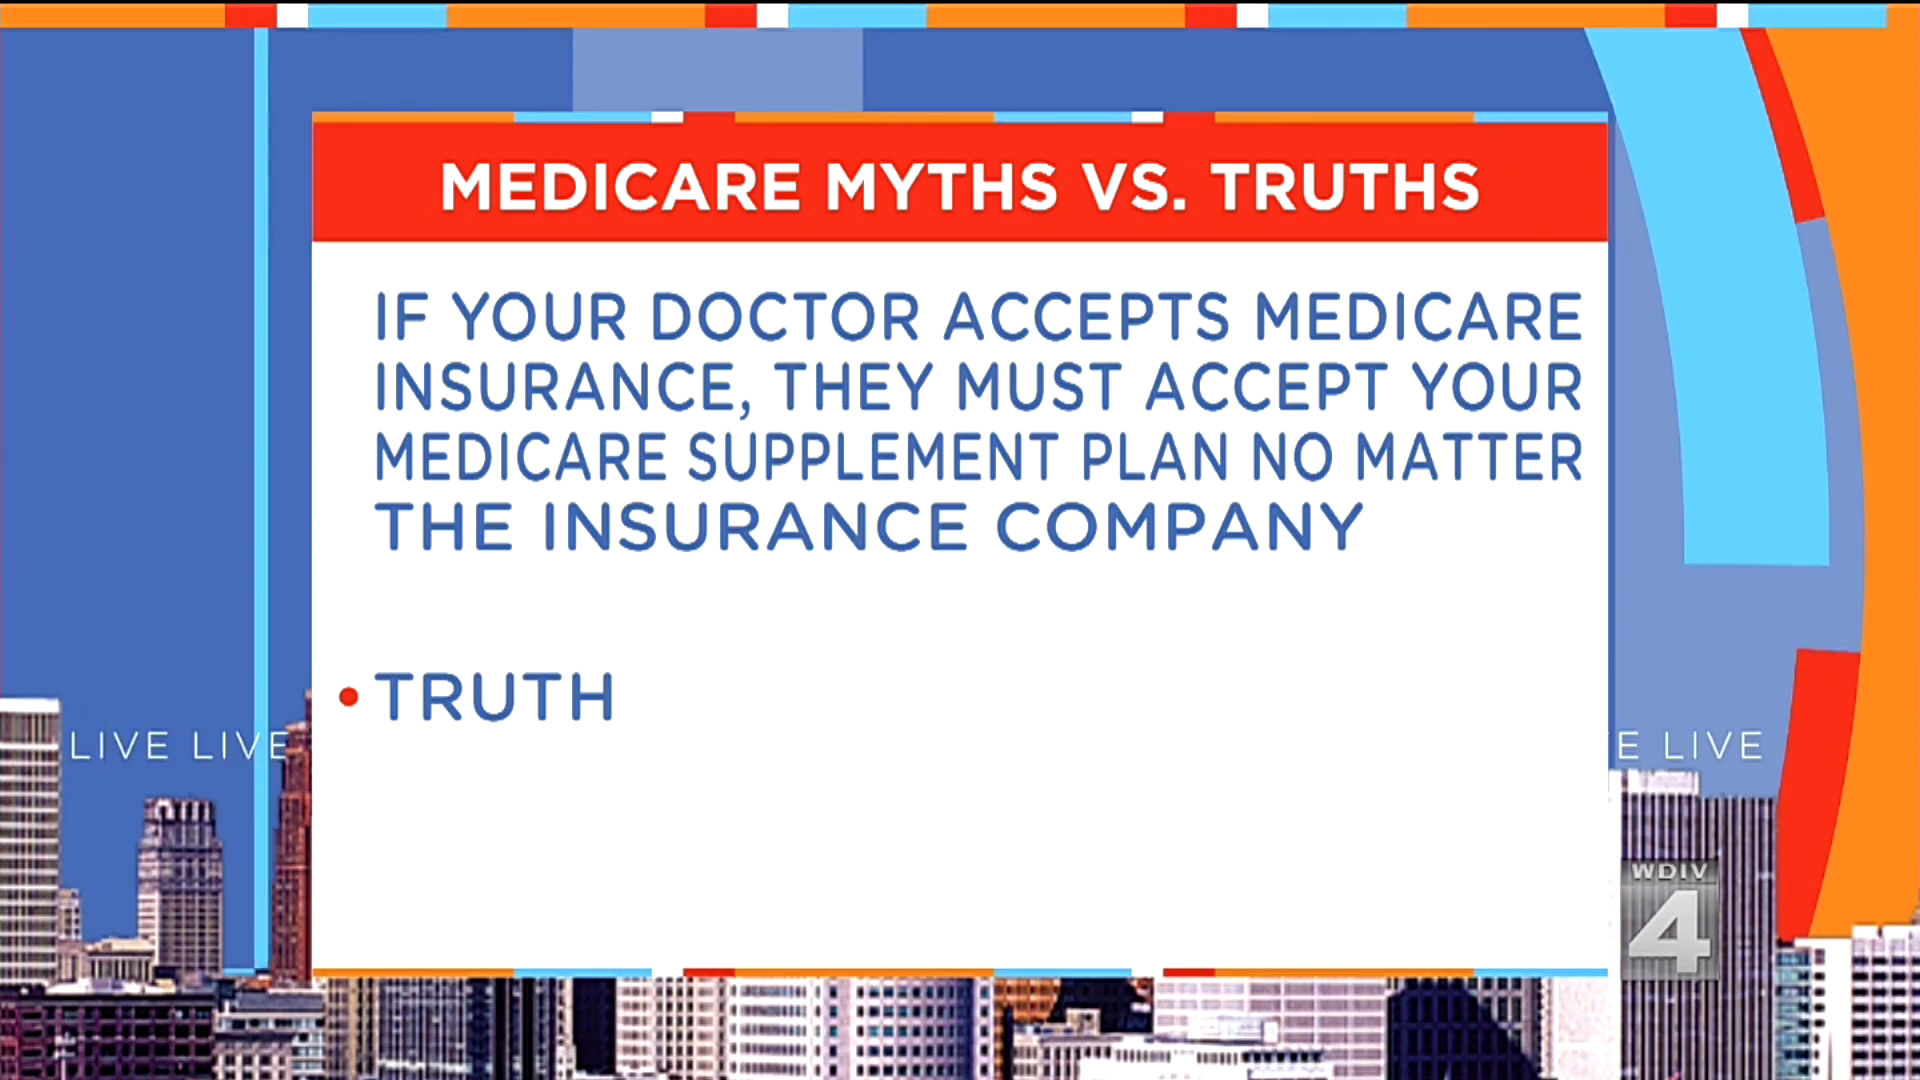 MEDICARE MYTHS VS. TRUTHS
IF YOUR DOCTOR ACCEPTS MEDICARE
INSURANCE, THEY MUST ACCEPT YOUR
MEDICARE SUPPLEMENT PLAN NO MATTER
THE INSURANCE COMPANY
• TRUTH
LIVE LIVE
E LIVE
WDIV
4